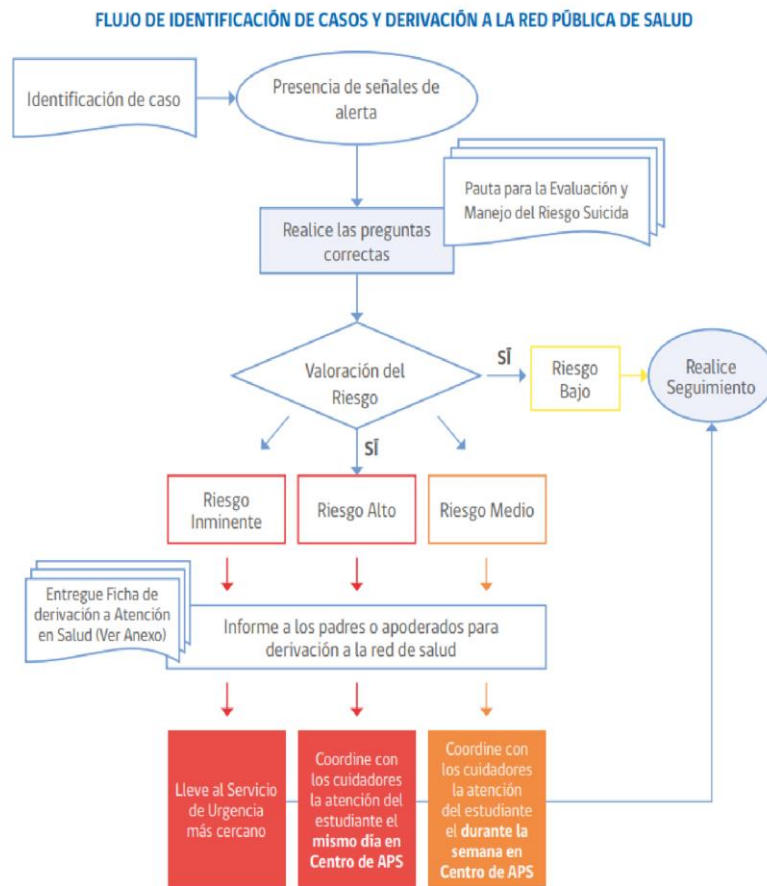 FLUJO DE IDENTIFICACIÓN DE CASOS Y DERIVACIÓN A LA RED PÚBLICA DE SALUD
Identificación de caso
Presencia de señales de
alerta
Pauta para la Evaluación y
Manejo del Riesgo Suicida
Realice las preguntas
correctas
Valoración del
Riesgo
SÍ
Riesgo
Bajo
Realice
Seguimiento
SÍ
Riesgo
Inminente
Riesgo Alto
Riesgo Medio
Entregue Ficha de
derivación a Atención
en Salud (Ver Anexo)
Informe a los padres o apoderados para
derivación a la red de salud
Lleve al Servicio
de Urgencia
más cercano
Coordine con
los cuidadores
la atención del
estudiante el
mismo día en
Centro de APS
Coordine con
los cuidadores
la atención
del estudiante
el durante la
semana en
Centro de APS